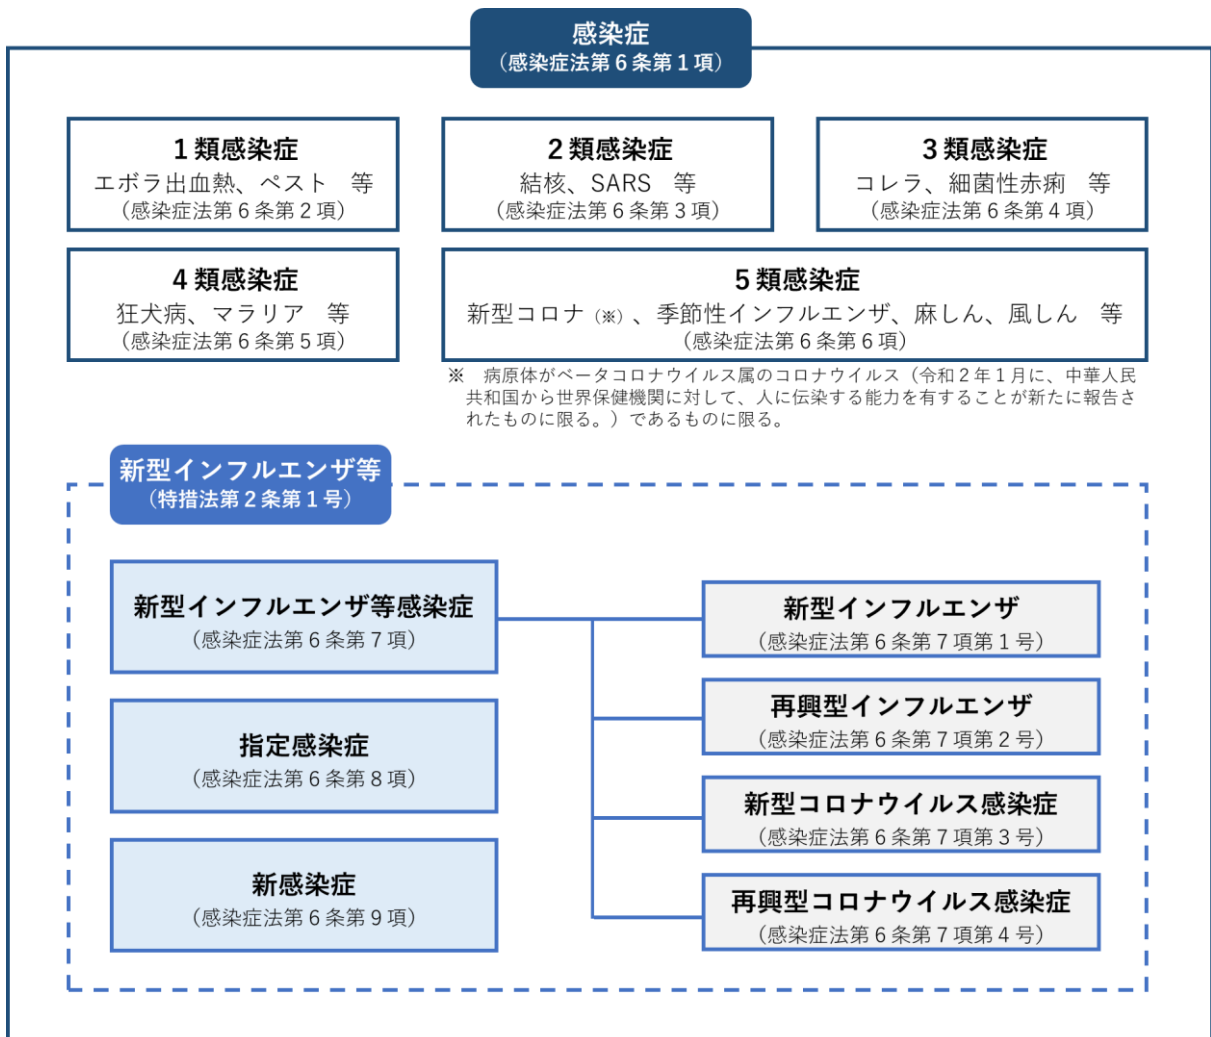 感染症
（感染症法第６条第１項）
１類感染症
エボラ出血熱、ペスト　等
（感染症法第６条第２項）
２類感染症
結核、SARS　等
（感染症法第６条第３項）
３類感染症
コレラ、細菌性赤痢　等
（感染症法第６条第４項）
４類感染症
狂犬病、マラリア　等
（感染症法第６条第５項）
５類感染症
新型コロナ（※）、季節性インフルエンザ、麻しん、風しん　等
（感染症法第６条第６項）
※　病原体がベータコロナウイルス属のコロナウイルス（令和２年１月に、中華人民
共和国から世界保健機関に対して、人に伝染する能力を有することが新たに報告さ
れたものに限る。）であるものに限る。
新型インフルエンザ等
（特措法第２条第１号）
新型インフルエンザ等感染症
（感染症法第６条第７項）
指定感染症
（感染症法第６条第８項）
新感染症
（感染症法第６条第９項）
新型インフルエンザ
（感染症法第６条第７項第１号）
再興型インフルエンザ
（感染症法第６条第７項第２号）
新型コロナウイルス感染症
（感染症法第６条第７項第３号）
再興型コロナウイルス感染症
（感染症法第６条第７項第４号）